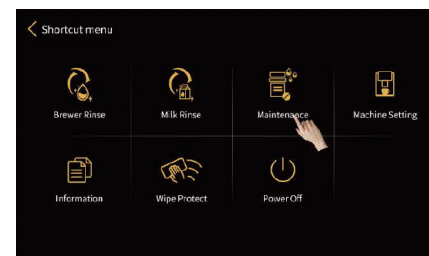 Shortcut menu
Brewer Rinse
Milk Rinse
Maintenance
Machine Setting
Information
Wipe Protect
Power Off